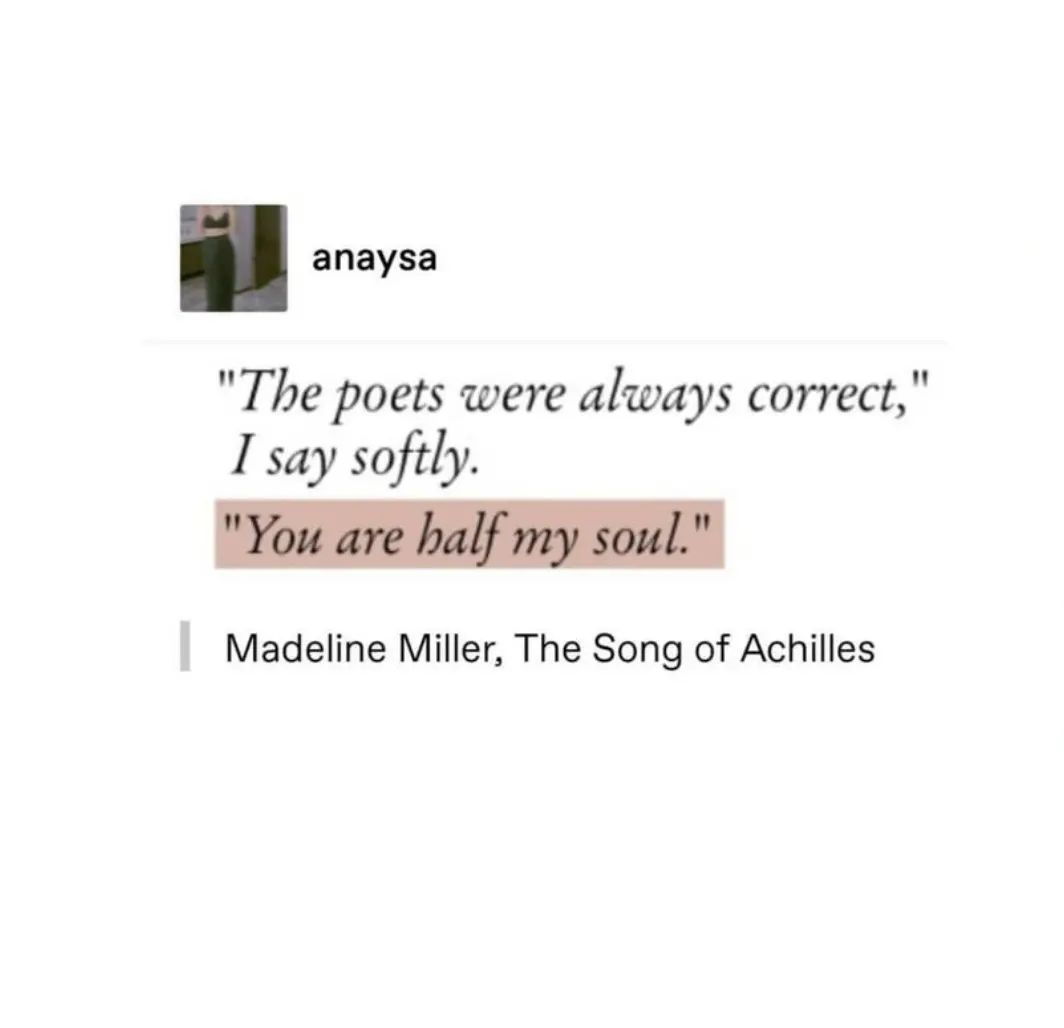 anaysa
"The poets were always correct,"
I say softly.
"You are half my soul."
Madeline Miller, The Song of Achilles